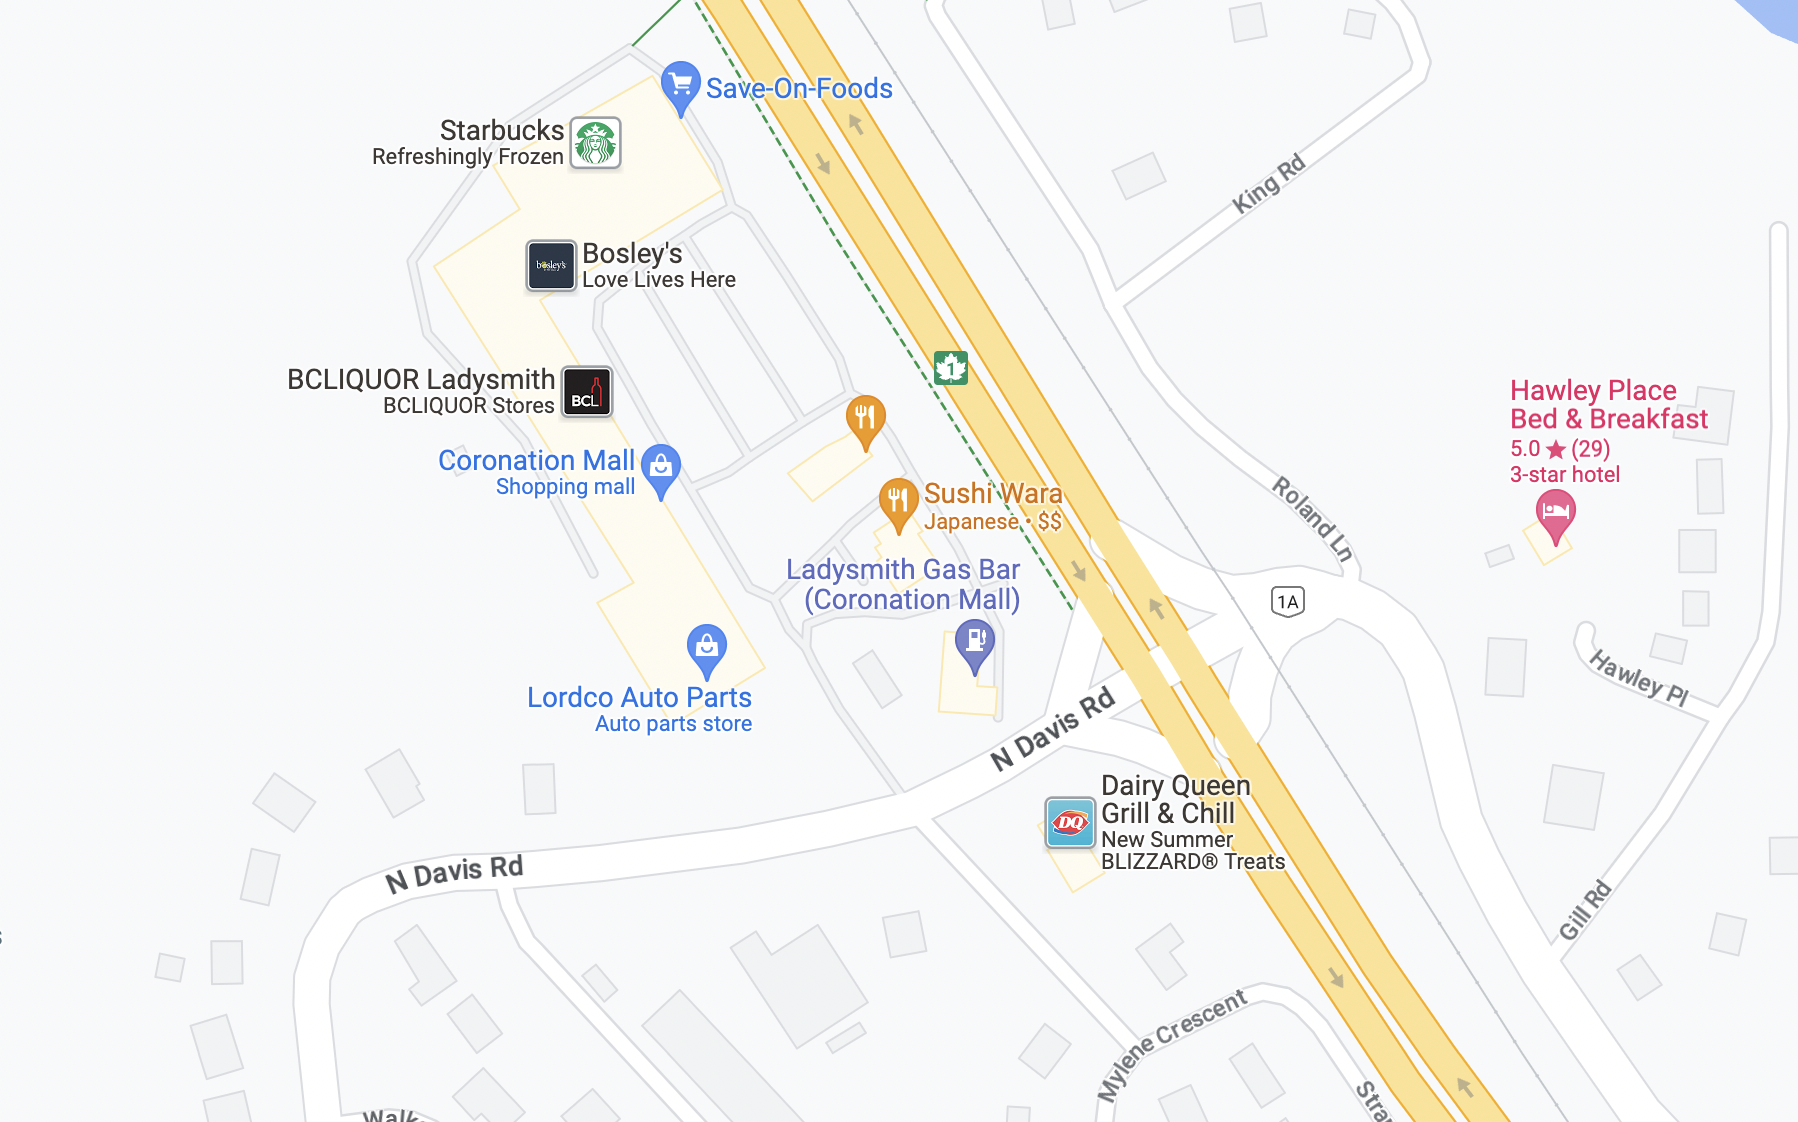 Save-On-Foods
Starbucks
Refreshingly Frozen
King Rd
bosley's
Bosley's
Love Lives Here
1
BCLIQUOR Ladysmith
BCLIQUOR Stores
BCL
Hawley Place
Bed & Breakfast
5.0 ★ (29)
3-star hotel
Coronation Mall
Shopping mall
Sushi Wara
Japanese • $$
Roland Ln
Ladysmith Gas Bar
(Coronation Mall)
1A
Hawley Pl
Lordco Auto Parts
Auto parts store
N Davis Rd
DQ
Dairy Queen
Grill & Chill
New Summer
BLIZZARD® Treats
N Davis Rd
Gill Rd
Mylene Crescent